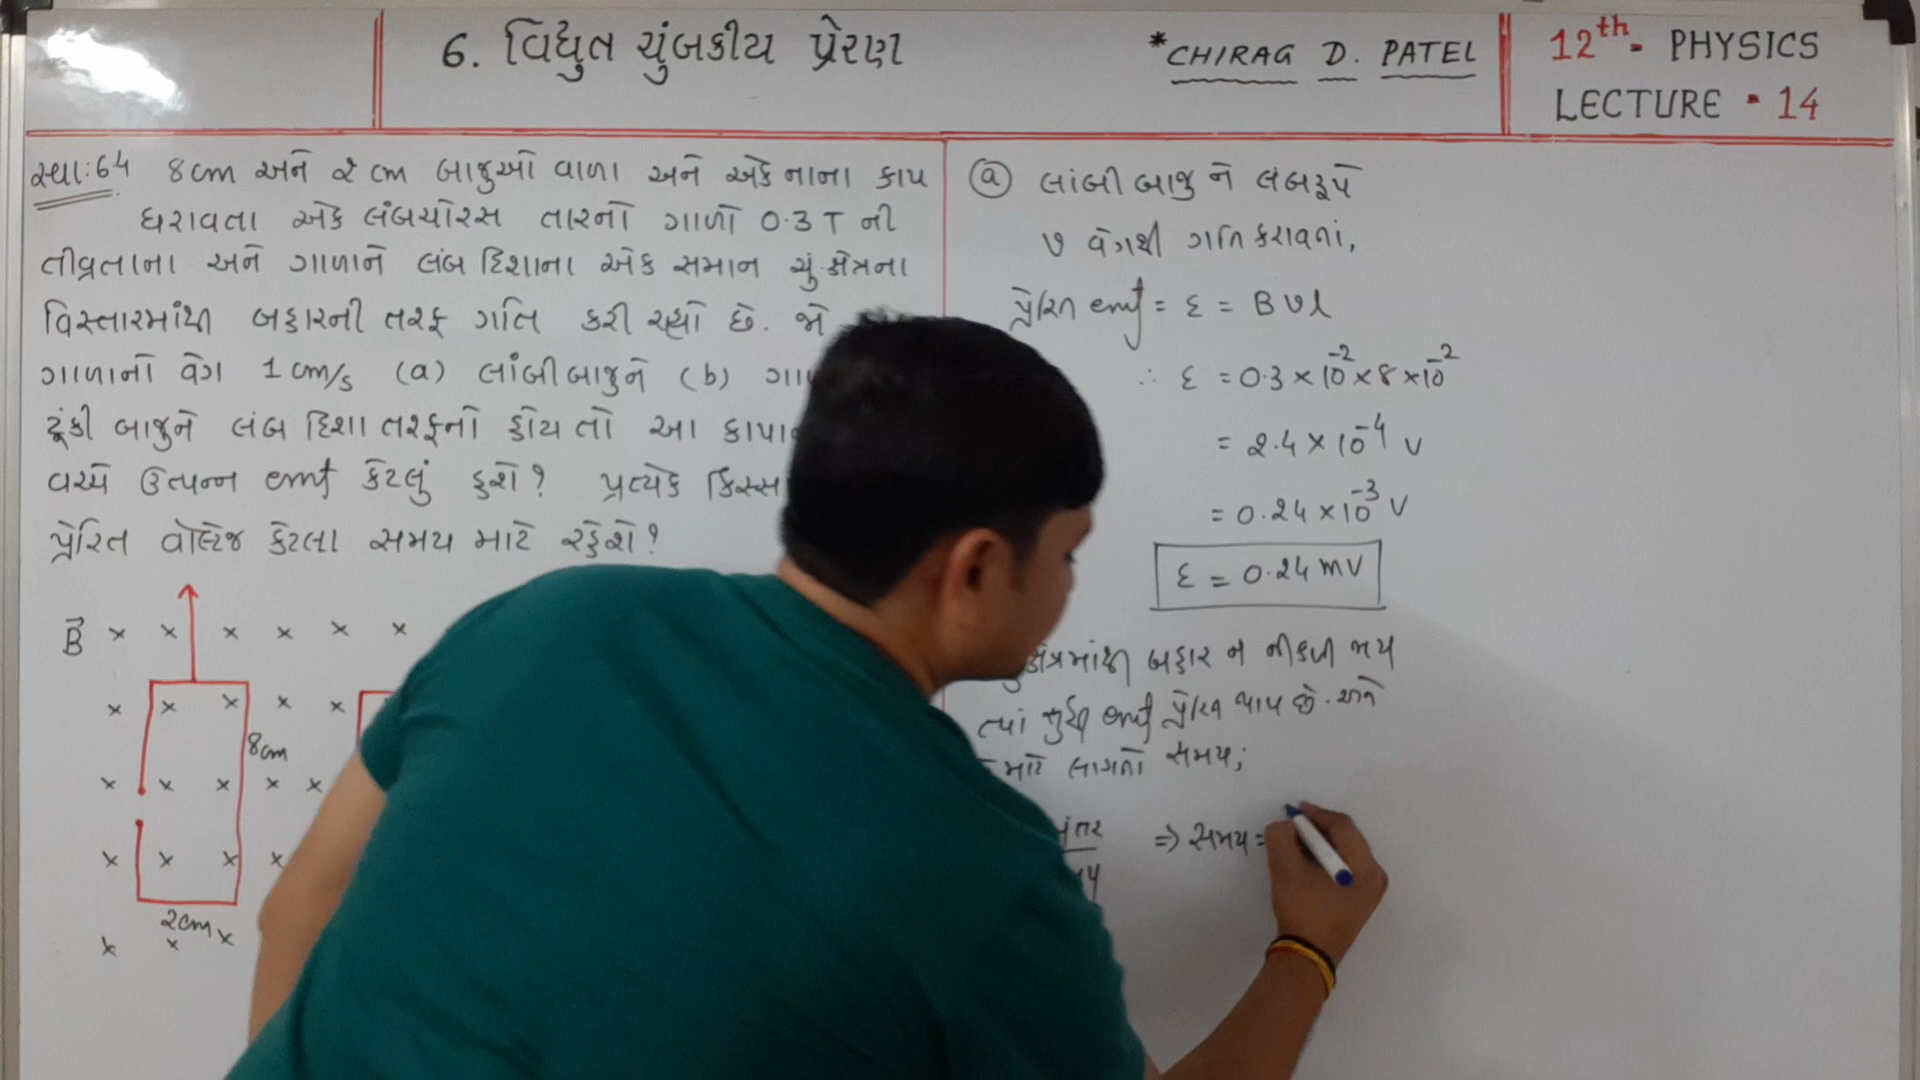 6. વિદ્યુત ચુંબકીય પ્રેરણ
*CHIRAG D. PATEL
12th- PHYSICS
LECTURE - 14
સ્વા:6.4 8cm અને 2 cm બાજુઓ વાળા અને એક નાના કાપ
ધરાવતા એક લંબચોરસ તારનો ગાળો 0.3 T ની
તીવ્રતાના અને ગાળાને લંબ દિશાના એક સમાન ચું.ક્ષેત્રના
વિસ્તારમાંથી બહારની તરફ ગતિ કરી રહ્યો છે. જો
ગાળાનો વેગ 1 cm/s (a) લાંબી બાજુને (b)
ટૂંકી બાજુને લંબ દિશા તરફનો હોય તો આ
વચ્ચે ઉત્પન્ન emf કેટલું હશે? પ્રત્યેક
પ્રેરિત વોલ્ટેજ કેટલા સમય માટે રહેશે?
B
8cm
2cm
(a) લાંબી બાજુ ને લંબરૂપે
v વેગથી ગતિ કરાવતાં,
પ્રેરિત emf = ε = B v l
∴ ε = 0.3 × 10^-2 × 8 × 10^-2
= 2.4 × 10^-4 V
= 0.24 × 10^-3 V
ε = 0.24 mV
બહાર ન નીકળી જાય
ત્યાં સુધી emf પ્રેરિત થાય છે. અને
માટે લાગતો સમય;
⇒ સમય =